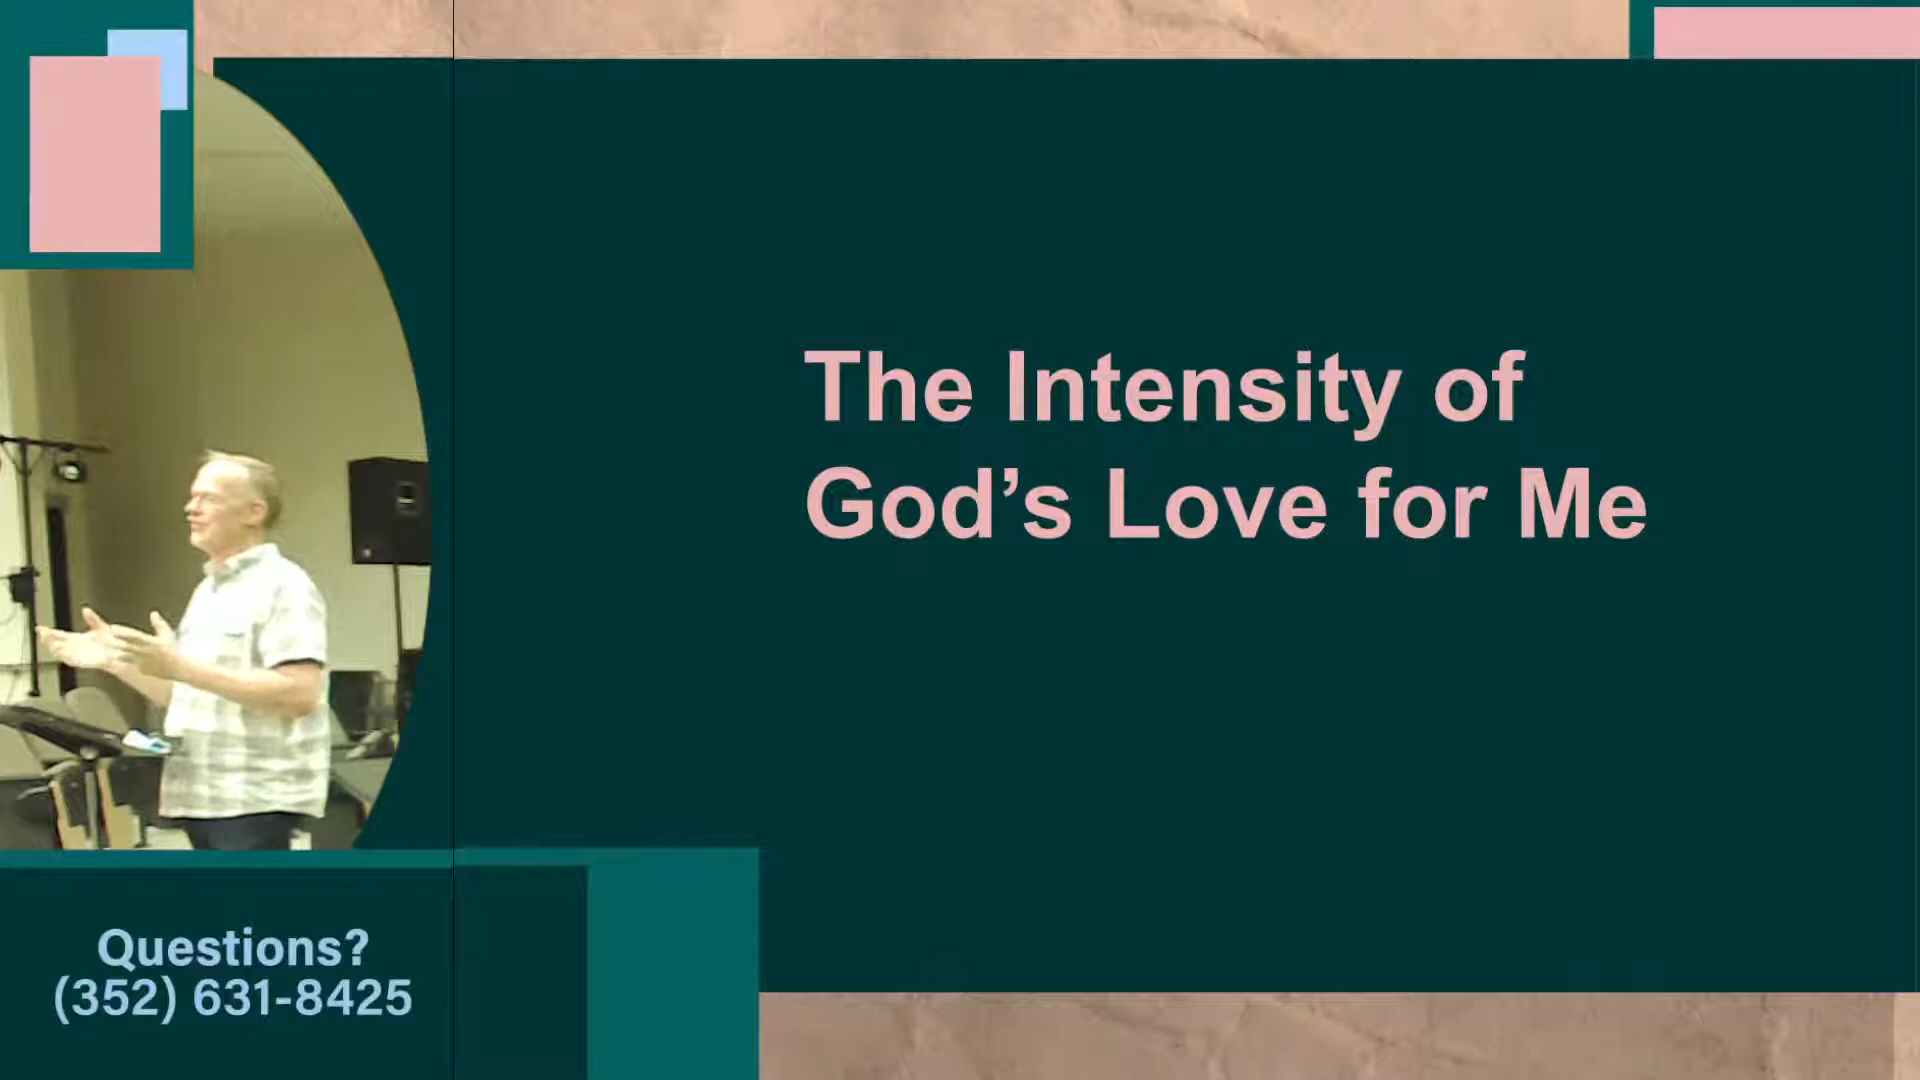 The Intensity of
God’s Love for Me
Questions?
(352) 631-8425